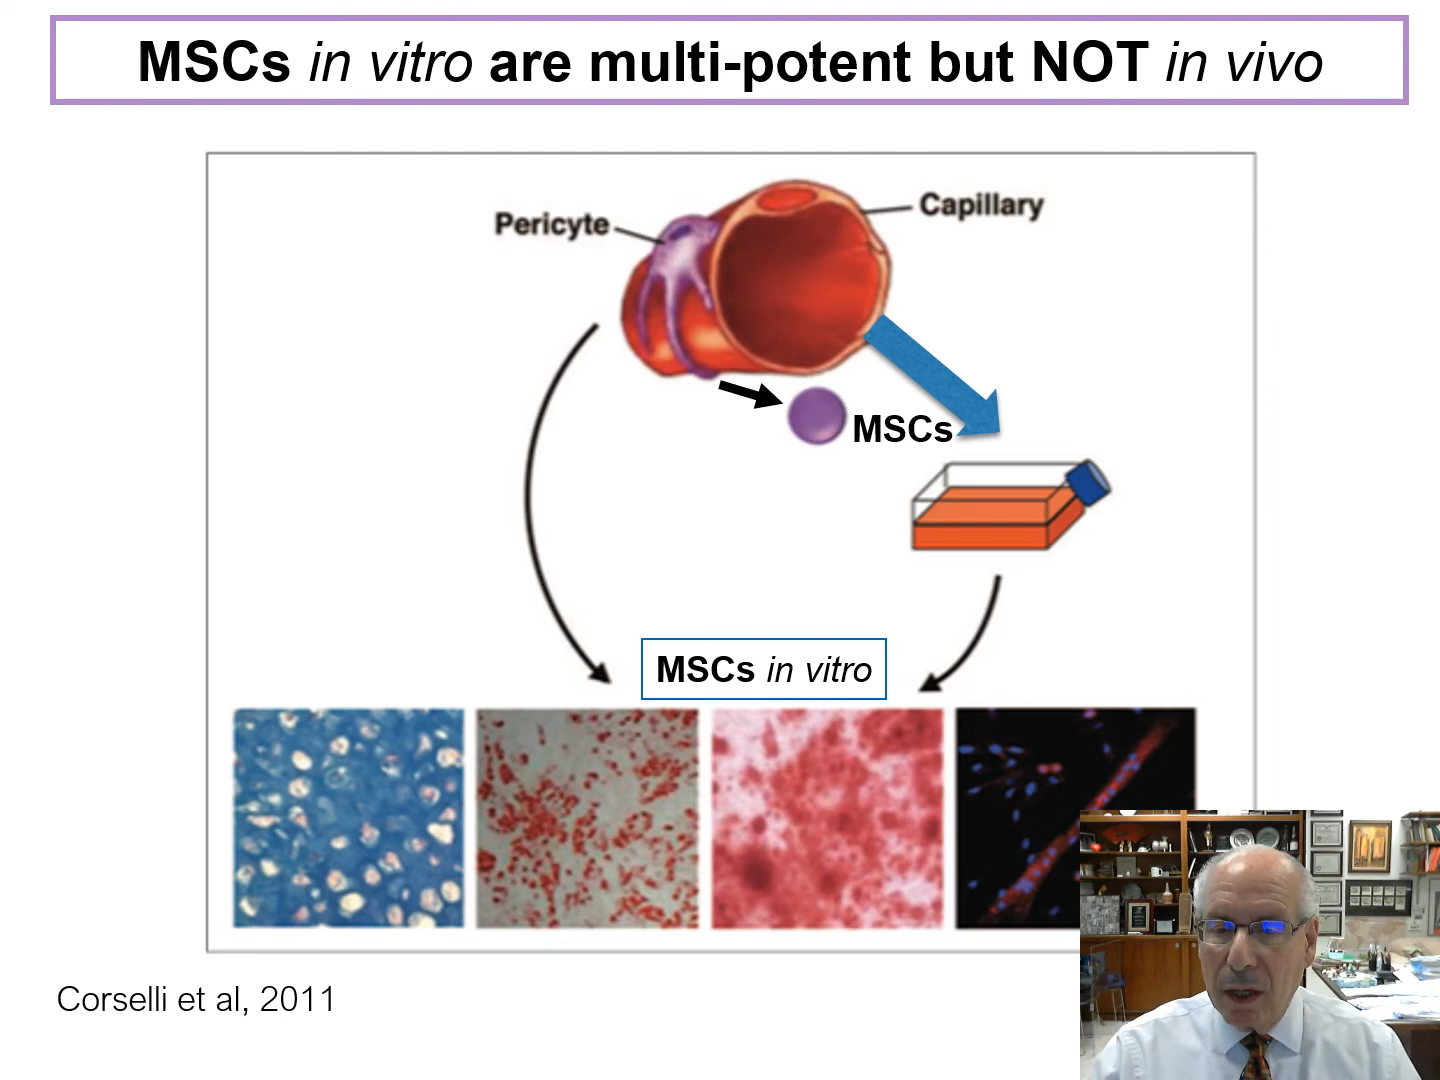 MSCs in vitro are multi-potent but NOT in vivo
Pericyte
Capillary
MSCs
MSCs in vitro
Corselli et al, 2011